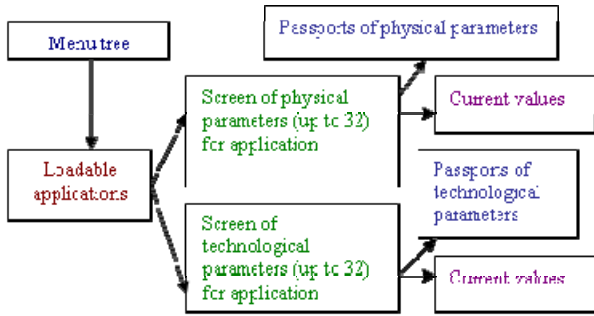 Menu tree
Passports of physical parameters
Screen of physical
parameters (up to 32)
for application
Current values
Loadable
applications
Passports of
technological
parameters
Screen of
technological
parameters (up to 32)
for application
Current values